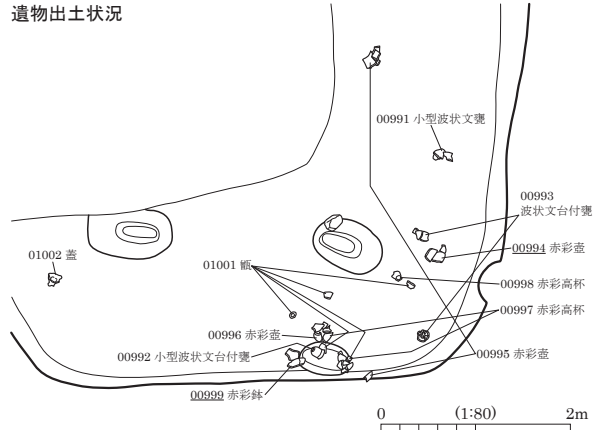 遺物出土状況
00991 小型波状文甕
00993
波状文台付甕
00994 赤彩壺
01002 蓋
01001 甑
00998 赤彩高杯
00997 赤彩高杯
00996 赤彩壺
00992 小型波状文台付甕
00995 赤彩壺
00999 赤彩鉢
0 (1:80) 2m